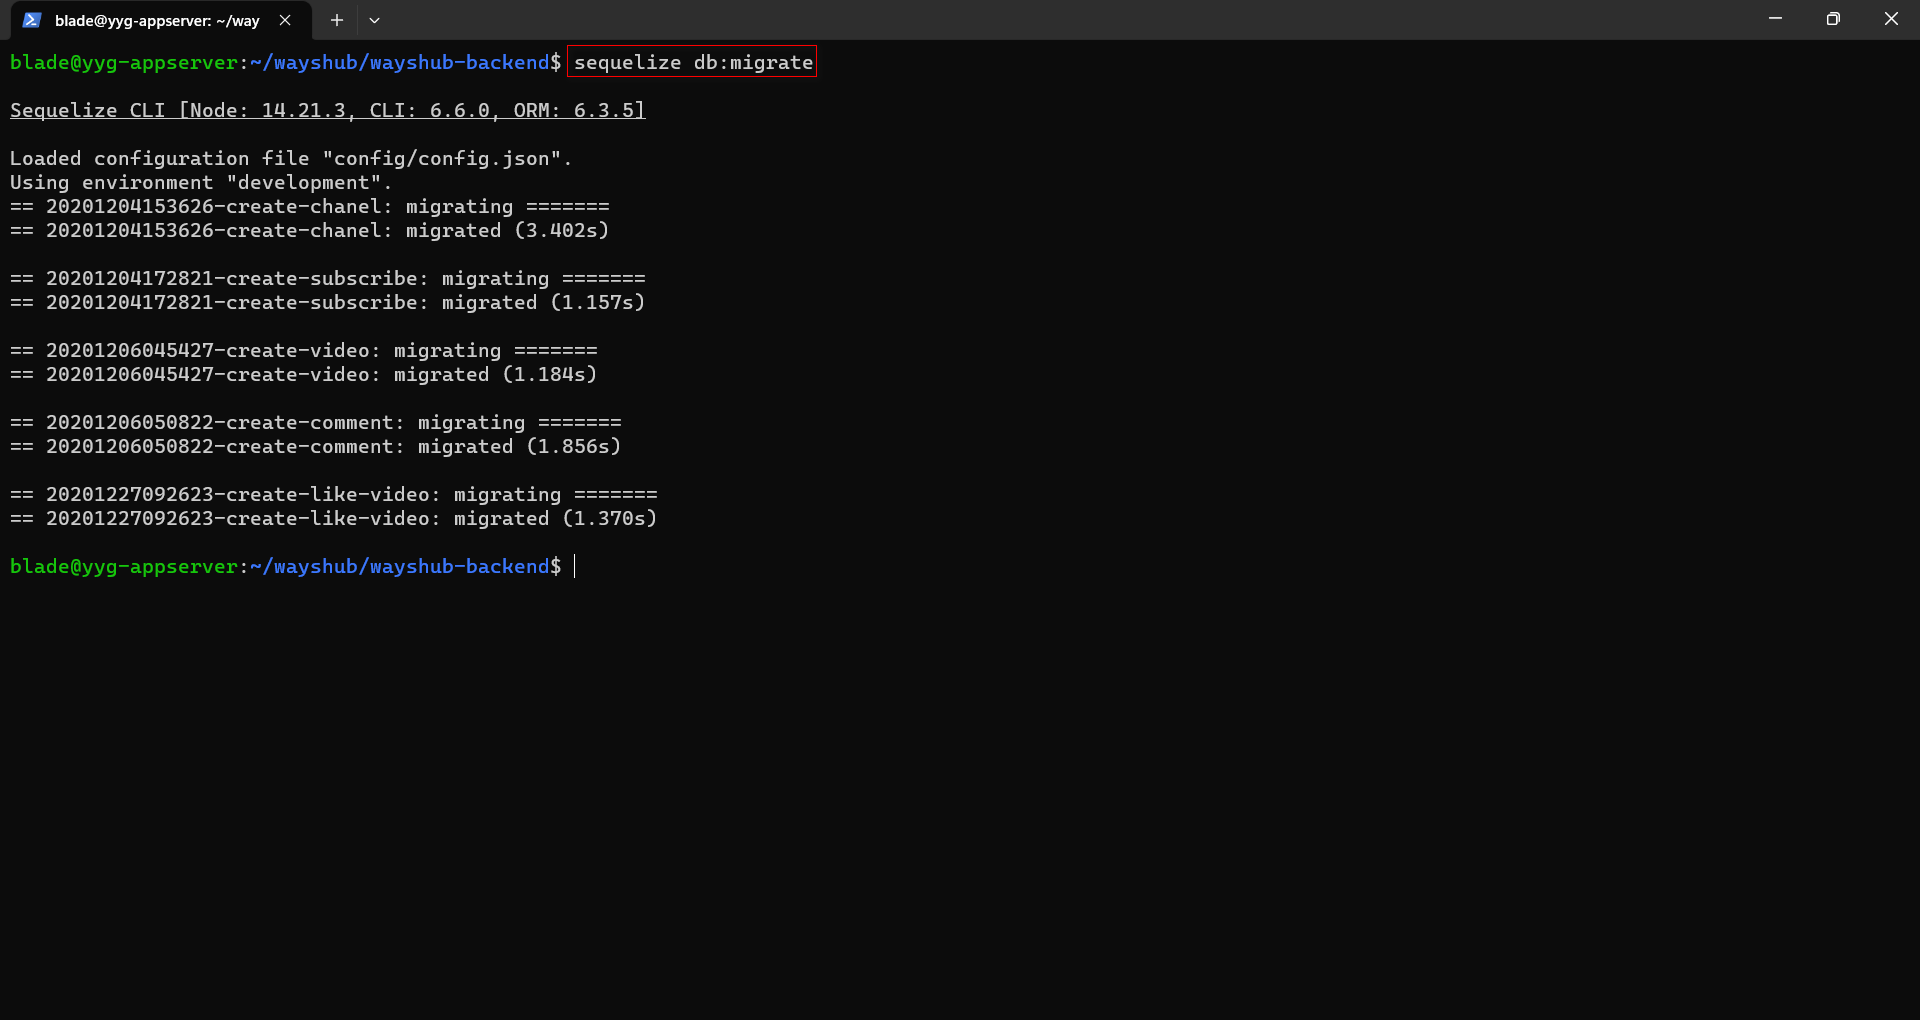 blade@yyg-appserver: ~/way
blade@yyg-appserver:~/wayshub/wayshub-backend$ sequelize db:migrate
Sequelize CLI [Node: 14.21.3, CLI: 6.6.0, ORM: 6.3.5]
Loaded configuration file "config/config.json".
Using environment "development".
== 20201204153626-create-chanel: migrating =======
== 20201204153626-create-chanel: migrated (3.402s)
== 20201204172821-create-subscribe: migrating =======
== 20201204172821-create-subscribe: migrated (1.157s)
== 20201206045427-create-video: migrating =======
== 20201206045427-create-video: migrated (1.184s)
== 20201206050822-create-comment: migrating =======
== 20201206050822-create-comment: migrated (1.856s)
== 20201227092623-create-like-video: migrating =======
== 20201227092623-create-like-video: migrated (1.370s)
blade@yyg-appserver:~/wayshub/wayshub-backend$